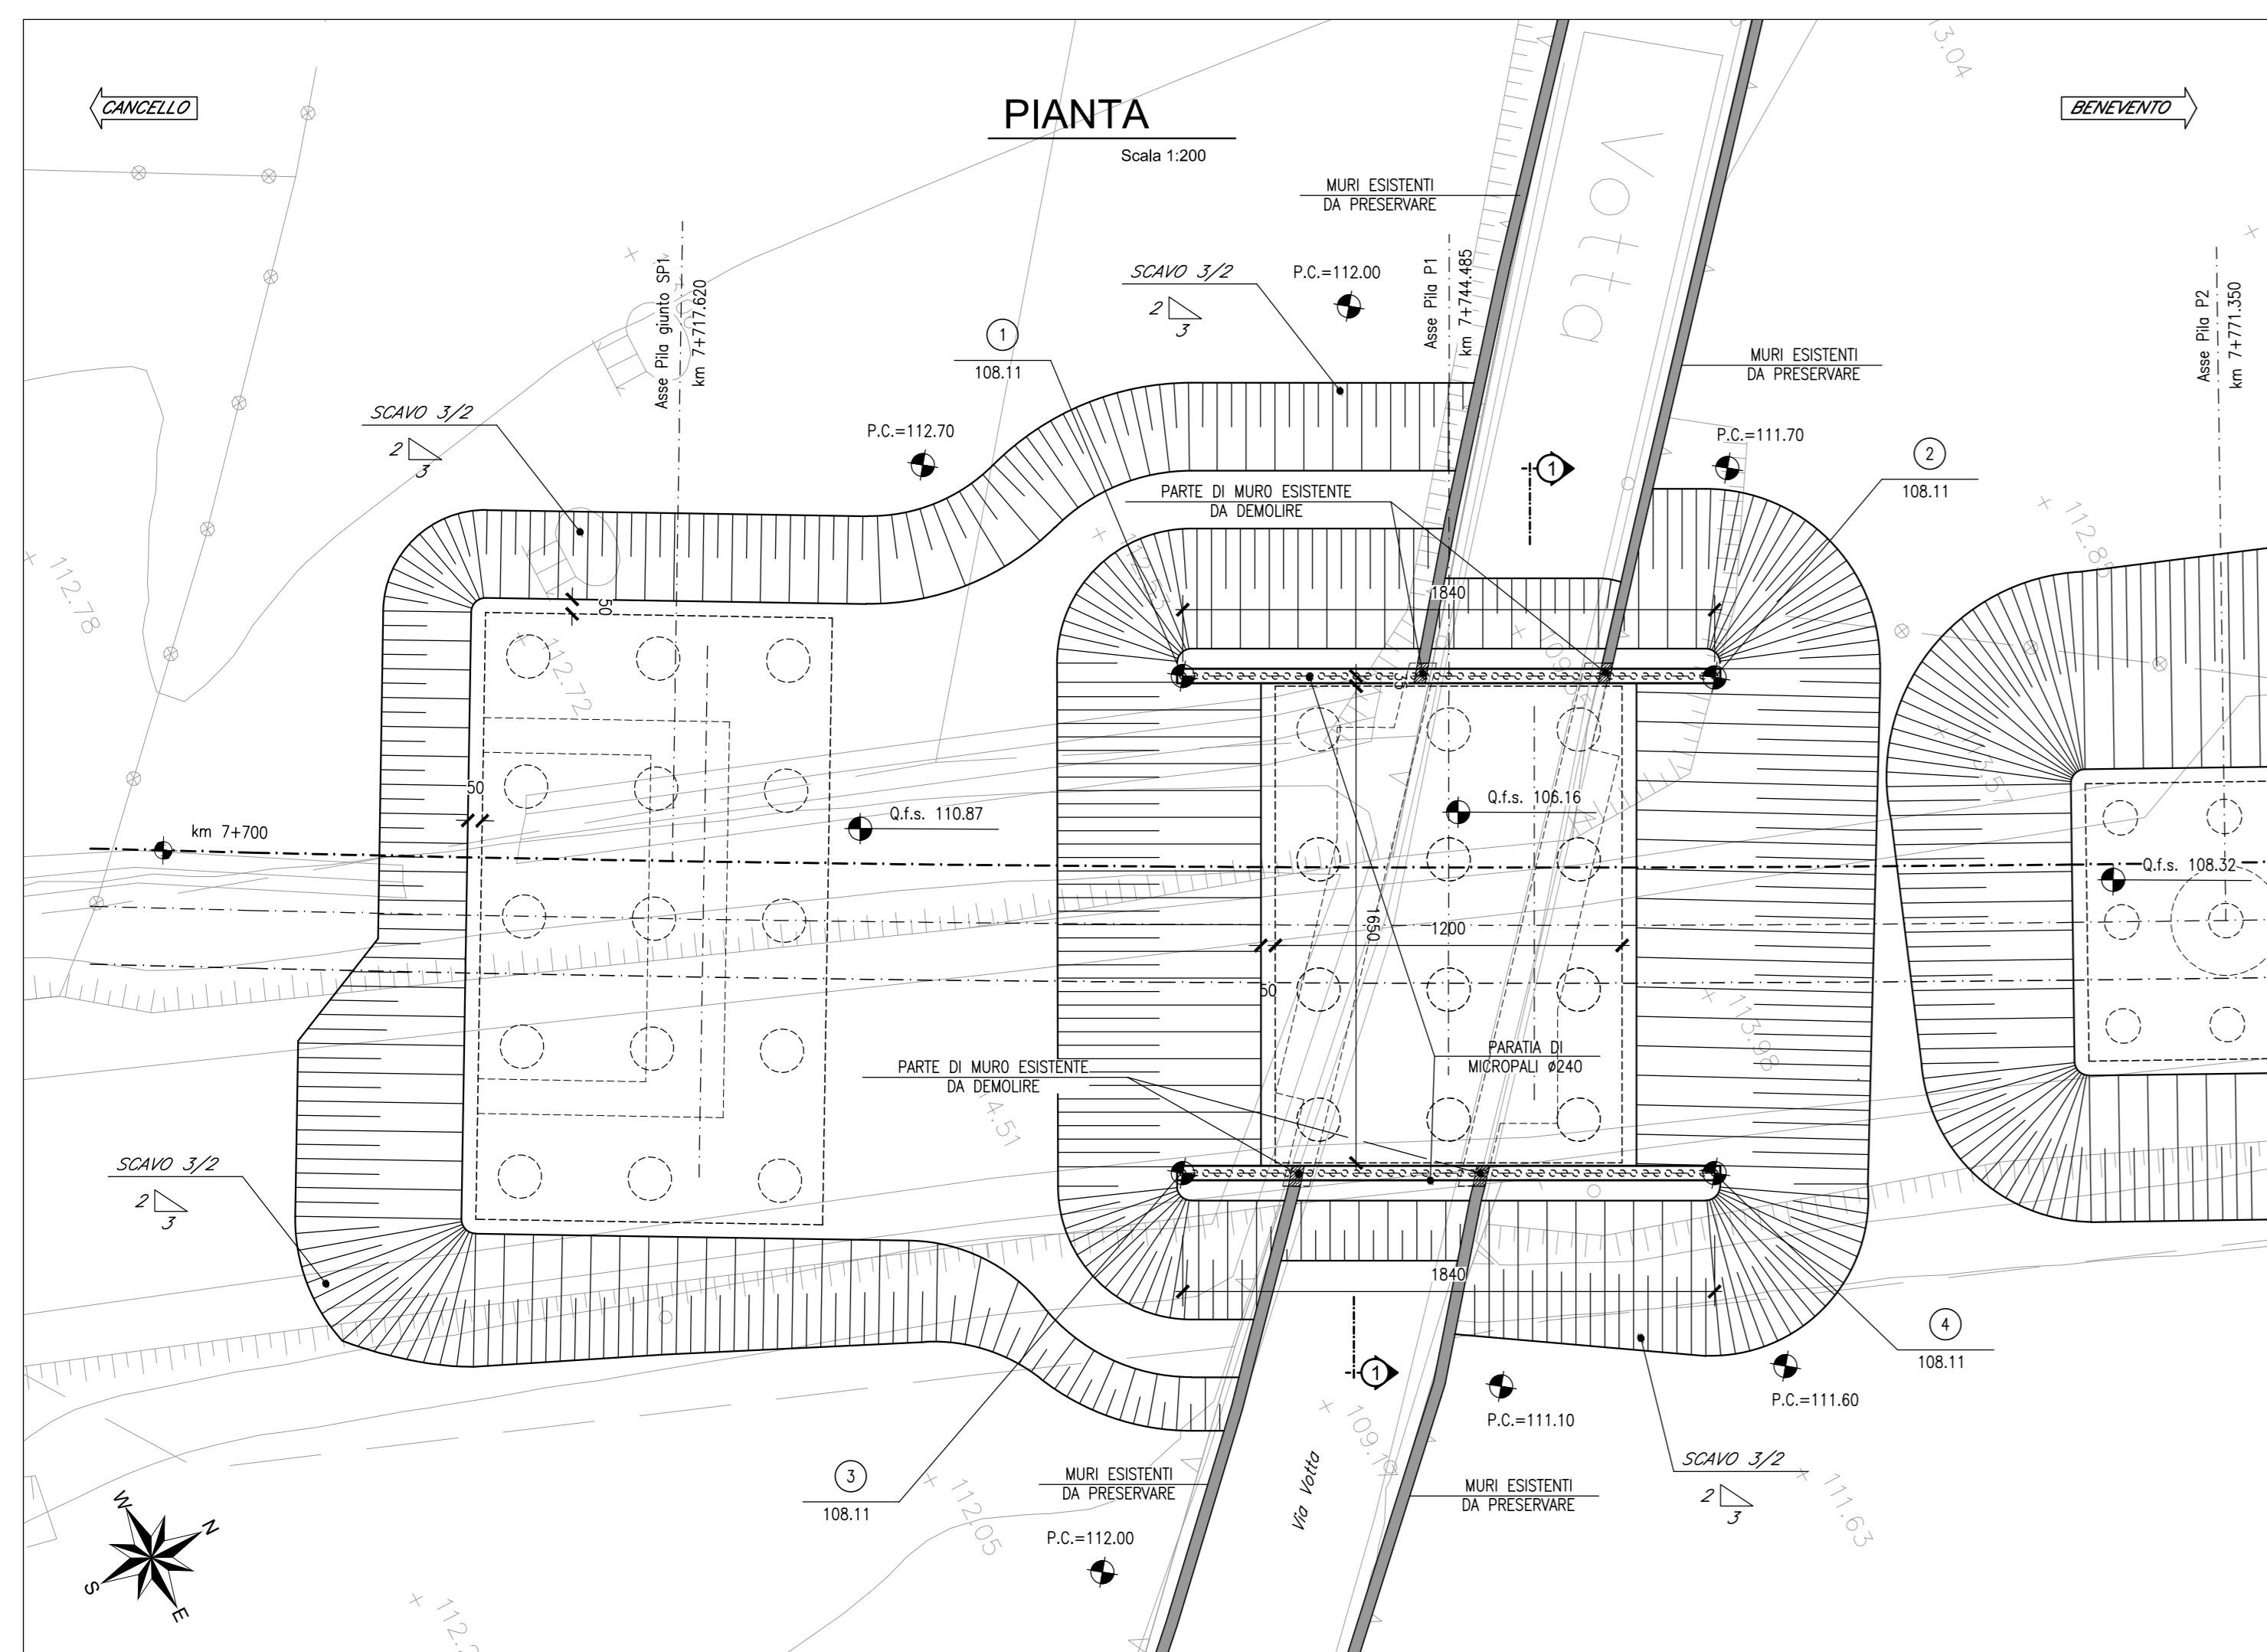 CANCELLO
PIANTA
Scala 1:200
BENEVENTO
13.04
Votta
MURI ESISTENTI
DA PRESERVARE
SCAVO 3/2
2
3
P.C.=112.00
Asse Pila giunto SP1
km 7+717.620
Asse Pila P1
km 7+744.485
Asse Pila P2
km 7+771.350
1
108.11
MURI ESISTENTI
DA PRESERVARE
SCAVO 3/2
2
3
P.C.=112.70
P.C.=111.70
2
108.11
1
PARTE DI MURO ESISTENTE
DA DEMOLIRE
112.78
112.85
50
1840
112.72
35
113.57
50
km 7+700
Q.f.s. 110.87
Q.f.s. 106.16
Q.f.s. 108.32
1650
1200
50
113.98
PARATIA DI
MICROPALI ø240
PARTE DI MURO ESISTENTE
DA DEMOLIRE
14.51
SCAVO 3/2
2
3
1840
4
108.11
1
P.C.=111.60
P.C.=111.10
SCAVO 3/2
2
3
3
108.11
MURI ESISTENTI
DA PRESERVARE
Via Votta
MURI ESISTENTI
DA PRESERVARE
112.05
111.63
P.C.=112.00
W
N
S
E